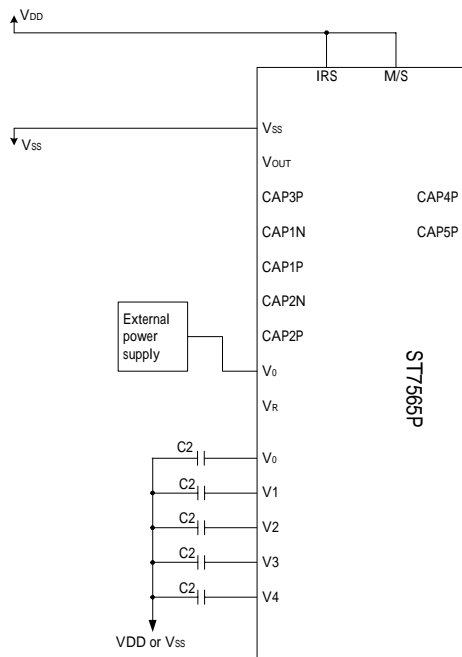 VDD
IRS M/S
VSS
VSS
VOUT
CAP3P CAP4P
CAP1N CAP5P
CAP1P
CAP2N
External
power
supply
CAP2P
V0
VR
ST7565P
C2 V0
C2 V1
C2 V2
C2 V3
C2 V4
VDD or VSS